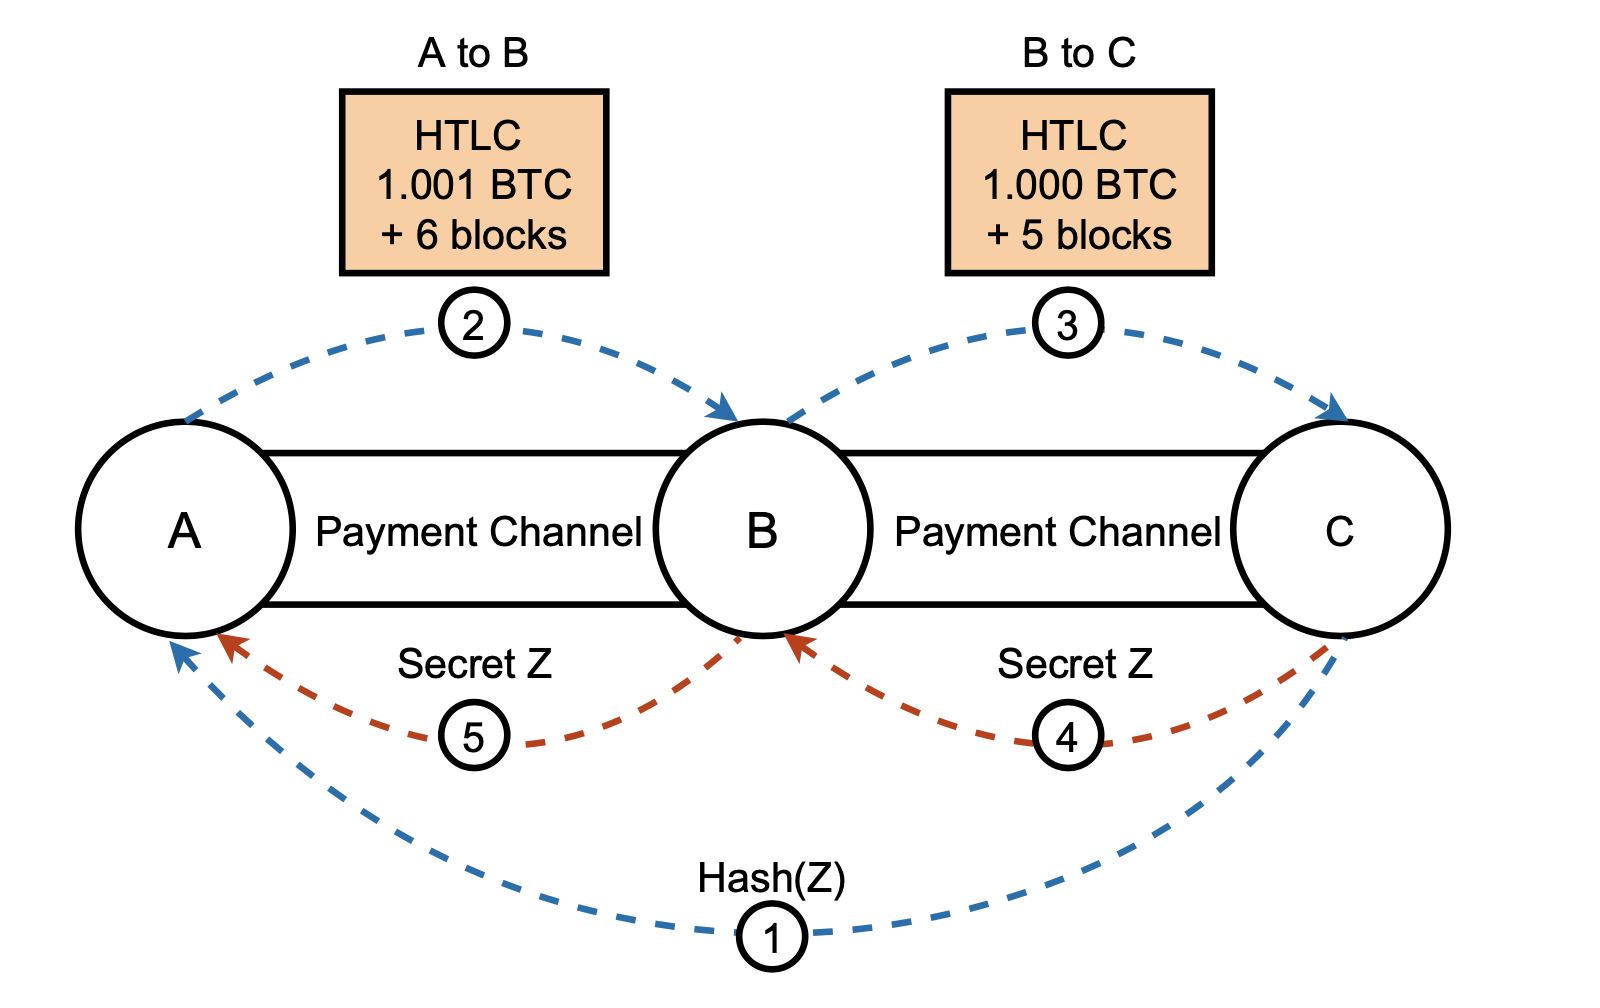 A to B
B to C
HTLC
1.001 BTC
+ 6 blocks
HTLC
1.000 BTC
+ 5 blocks
2
3
A
Payment Channel
B
Payment Channel
C
Secret Z
Secret Z
5
4
Hash(Z)
1